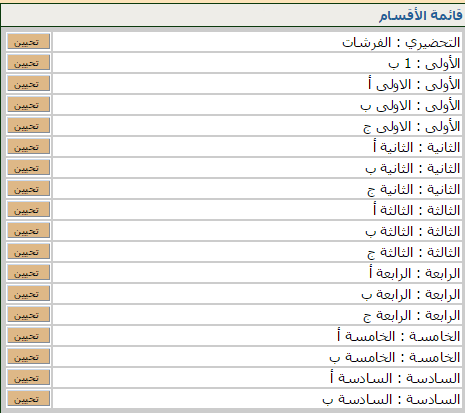 قائمة الأقسام
التحضيري : الفرشات تحيين
الأولى : 1 ب تحيين
الأولى : الاولى أ تحيين
الأولى : الاولى ب تحيين
الأولى : الاولى ج تحيين
الثانية : الثانية أ تحيين
الثانية : الثانية ب تحيين
الثانية : الثانية ج تحيين
الثالثة : الثالثة أ تحيين
الثالثة : الثالثة ب تحيين
الثالثة : الثالثة ج تحيين
الرابعة : الرابعة أ تحيين
الرابعة : الرابعة ب تحيين
الرابعة : الرابعة ج تحيين
الخامسة : الخامسة أ تحيين
الخامسة : الخامسة ب تحيين
السادسة : السادسة أ تحيين
السادسة : السادسة ب تحيين